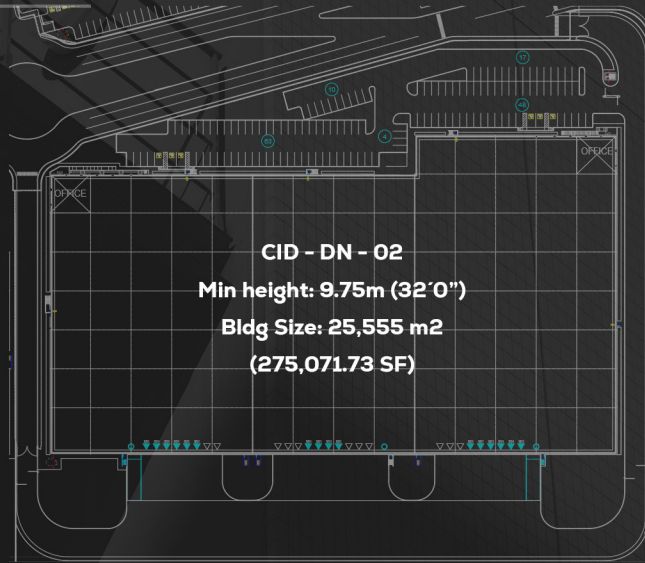 17
10
48
4
53
OFFICE
OFFICE
CID - DN - 02
Min height: 9.75m (32´0”)
Bldg Size: 25,555 m2
(275,071.73 SF)